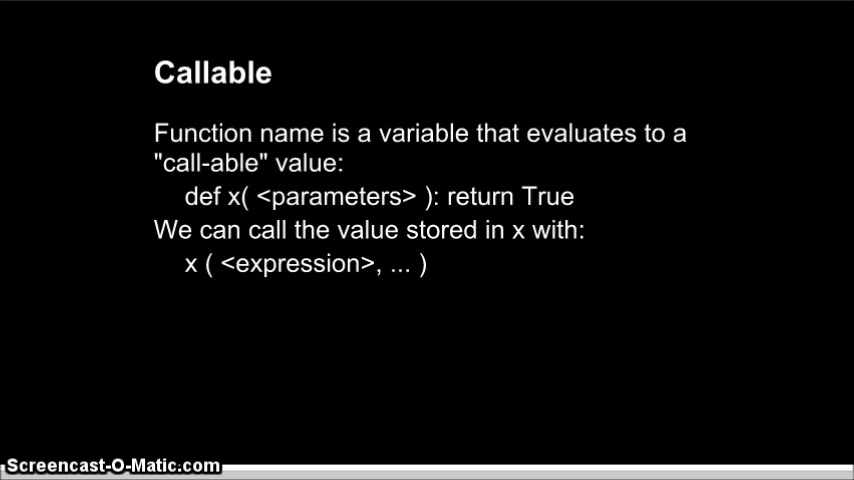 Callable
Function name is a variable that evaluates to a
"call-able" value:
def x( <parameters> ): return True
We can call the value stored in x with:
x ( <expression>, ... )
Screencast-O-Matic.com